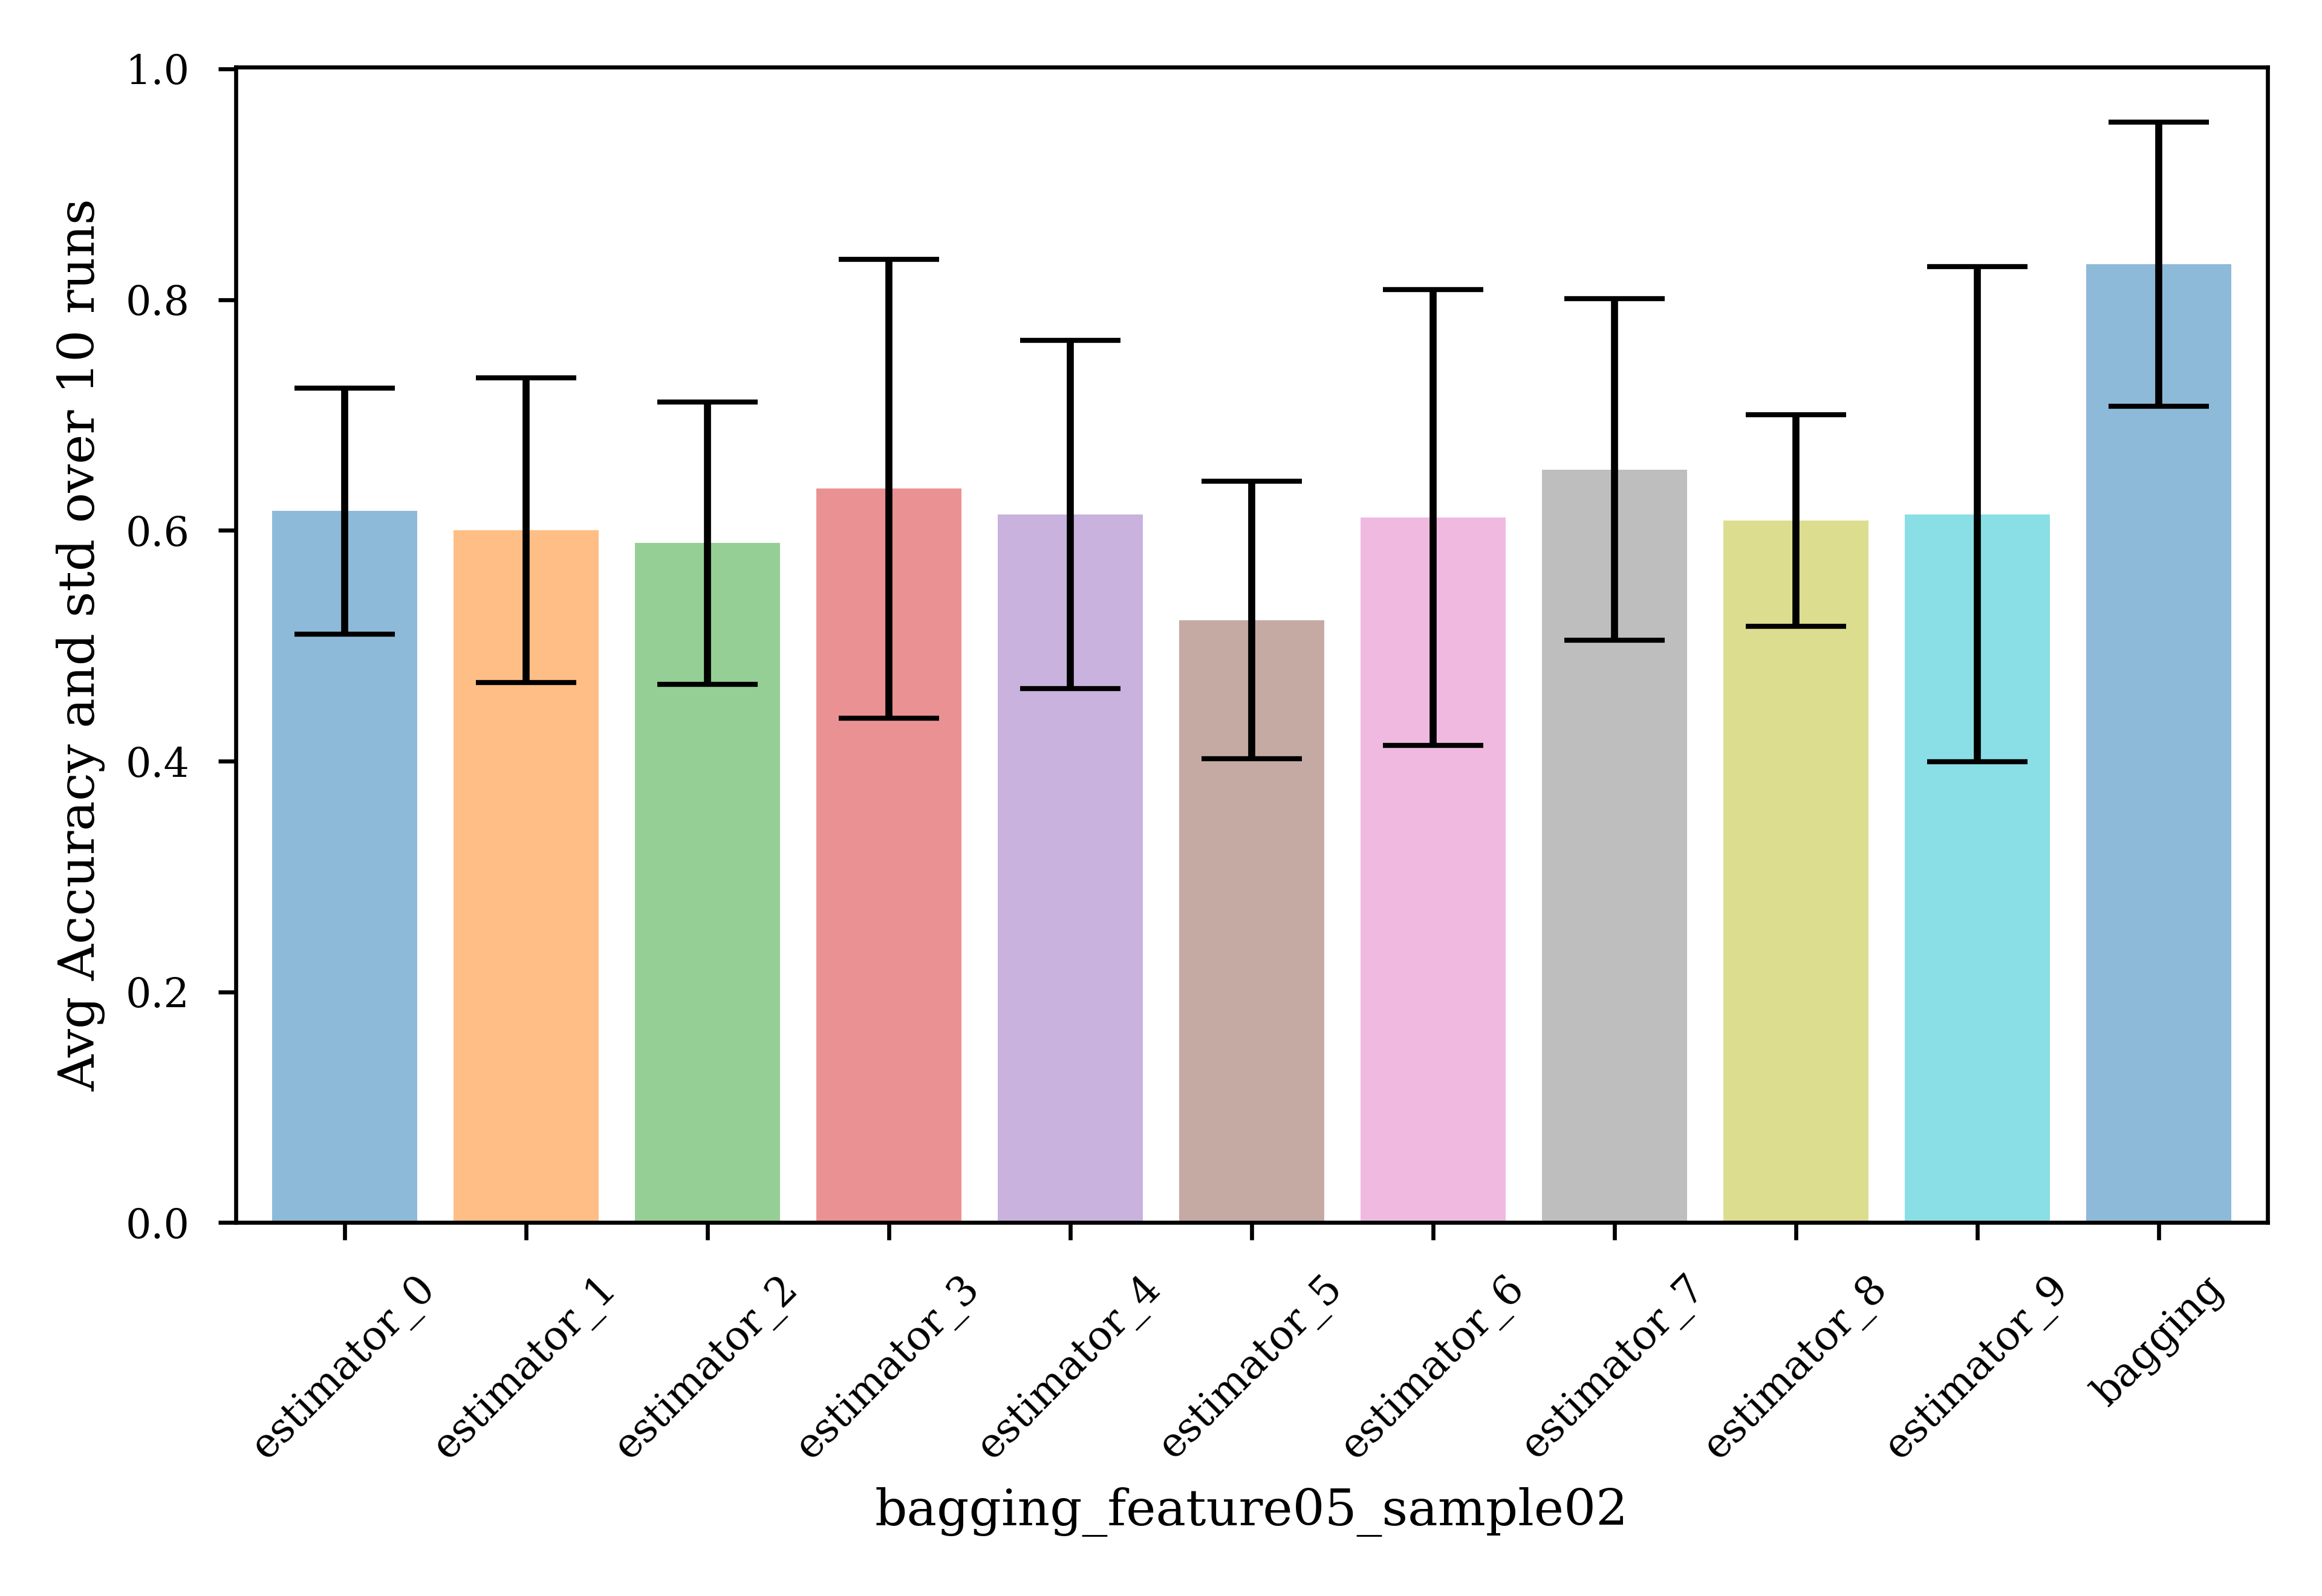 Avg Accuracy and std over 10 runs
1.0
0.8
0.6
0.4
0.2
0.0
estimator_0
estimator_1
estimator_2
estimator_3
estimator_4
estimator_5
estimator_6
estimator_7
estimator_8
estimator_9
bagging
bagging_feature05_sample02